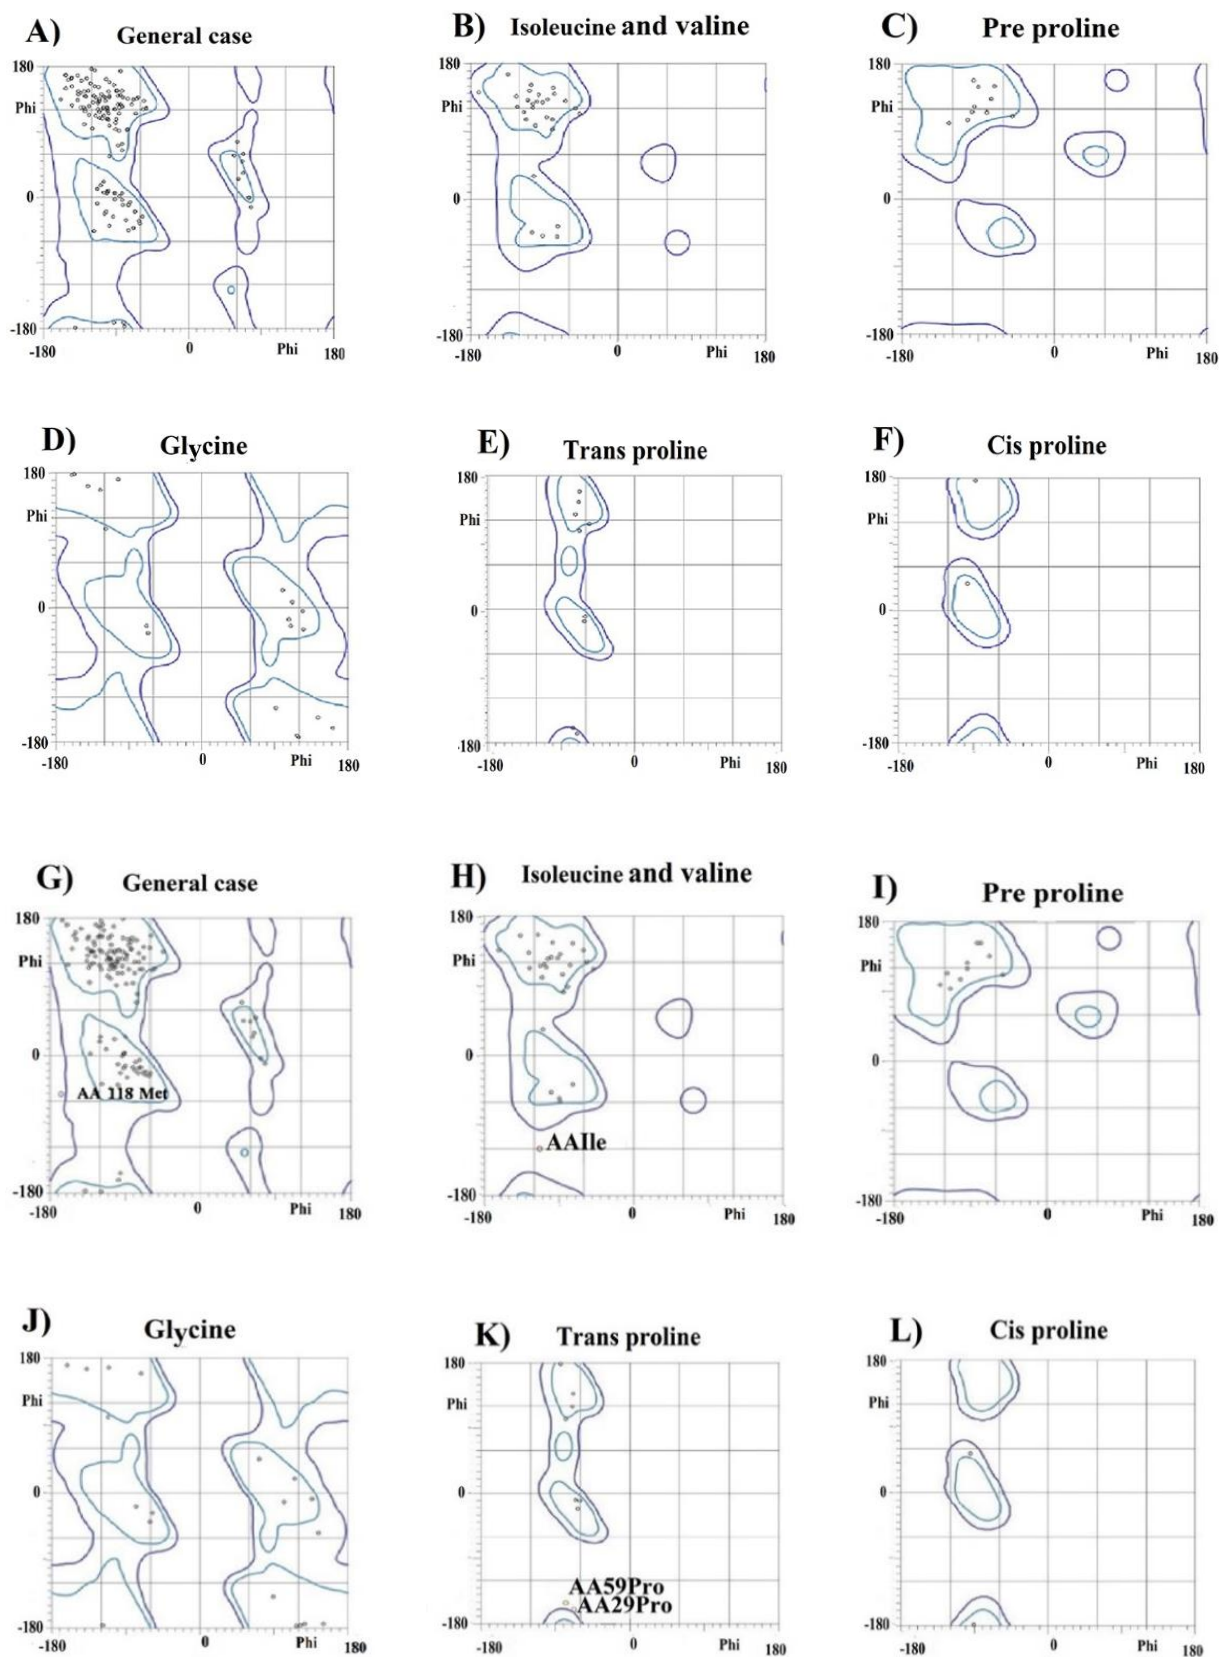 A) General case
B) Isoleucine and valine
C) Pre proline
180
Phi
0
-180
-180 0 Phi 180
180
Phi
0
-180
-180 0 Phi 180
180
Phi
0
-180
-180 0 Phi 180
D) Glycine
E) Trans proline
F) Cis proline
180
Phi
0
-180
-180 0 Phi 180
180
Phi
0
-180
-180 0 Phi 180
180
Phi
0
-180
-180 0 Phi 180
G) General case
H) Isoleucine and valine
I) Pre proline
180
Phi
0
AA 118 Met
-180
-180 0 Phi 180
180
Phi
0
AAIle
-180
-180 0 Phi 180
180
Phi
0
-180
-180 0 Phi 180
J) Glycine
K) Trans proline
L) Cis proline
180
Phi
0
-180
-180 0 Phi 180
180
Phi
0
AA59Pro
AA29Pro
-180
-180 0 Phi 180
180
Phi
0
-180
-180 0 Phi 180